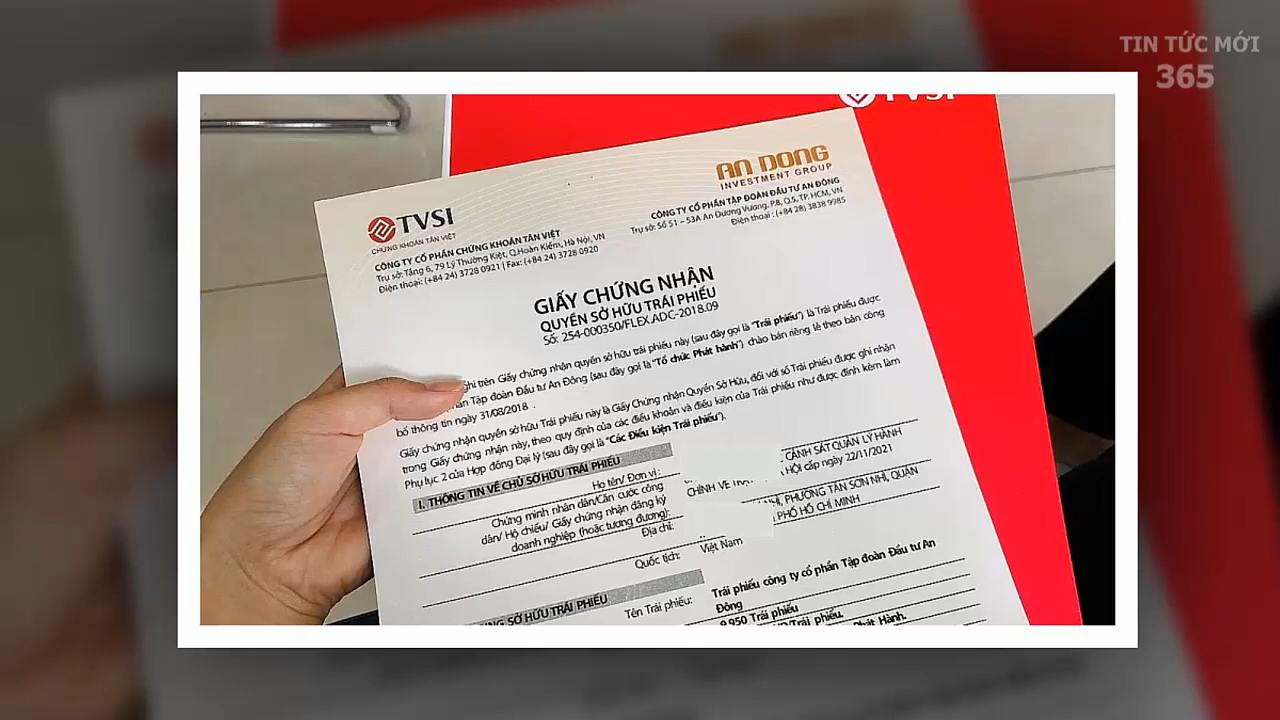 TIN TỨC MỚI
365
TVSI
AN DONG
INVESTMENT GROUP
TVSI
CHỨNG KHOÁN TÂN VIỆT
CÔNG TY CỔ PHẦN CHỨNG KHOÁN TÂN VIỆT
Trụ sở: Tầng 6, 79 Lý Thường Kiệt, Q.Hoàn Kiếm, Hà Nội, VN
Điện thoại: (+84 24) 3728 0921 | Fax: (+84 24) 3728 0920
CÔNG TY CỔ PHẦN TẬP ĐOÀN ĐẦU TƯ AN ĐÔNG
Trụ sở: Số 51 – 53A An Dương Vương, P.8, Q.5, TP. HCM, VN
Điện thoại : (+84 28) 3838 9985
GIẤY CHỨNG NHẬN
QUYỀN SỞ HỮU TRÁI PHIẾU
Số: 254-000350/FLEX.ADC-2018.09
ghi trên Giấy chứng nhận quyền sở hữu trái phiếu này (sau đây gọi là "Trái phiếu") là Trái phiếu được
Tập đoàn Đầu tư An Đông (sau đây gọi là "Tổ chức Phát hành") chào bán riêng lẻ theo bản công
bố thông tin ngày 31/08/2018 .
Giấy chứng nhận quyền sở hữu Trái phiếu này là Giấy Chứng nhận Quyền Sở Hữu, đối với số Trái phiếu được ghi nhận
trong Giấy chứng nhận này, theo quy định của các điều khoản và điều kiện của Trái phiếu như được đính kèm làm
Phụ lục 2 của Hợp đồng Đại lý (sau đây gọi là "Các Điều kiện Trái phiếu").
I. THÔNG TIN VỀ CHỦ SỞ HỮU TRÁI PHIẾU
Họ tên/ Đơn vị:
Chứng minh nhân dân/Căn cước công
dân/ Hộ chiếu/ Giấy chứng nhận đăng ký
doanh nghiệp (hoặc tương đương):
CẢNH SÁT QUẢN LÝ HÀNH
CHÍNH VỀ HỘI cấp ngày 22/11/2021
Địa chỉ:
PHƯỜNG TÂN SƠN NHÌ, QUẬN
PHỐ HỒ CHÍ MINH
Quốc tịch:
Việt Nam
SỞ HỮU TRÁI PHIẾU
Tên Trái phiếu:
Trái phiếu công ty cổ phần Tập đoàn Đầu tư An
Đông
9.950 Trái phiếu
Phát Hành.